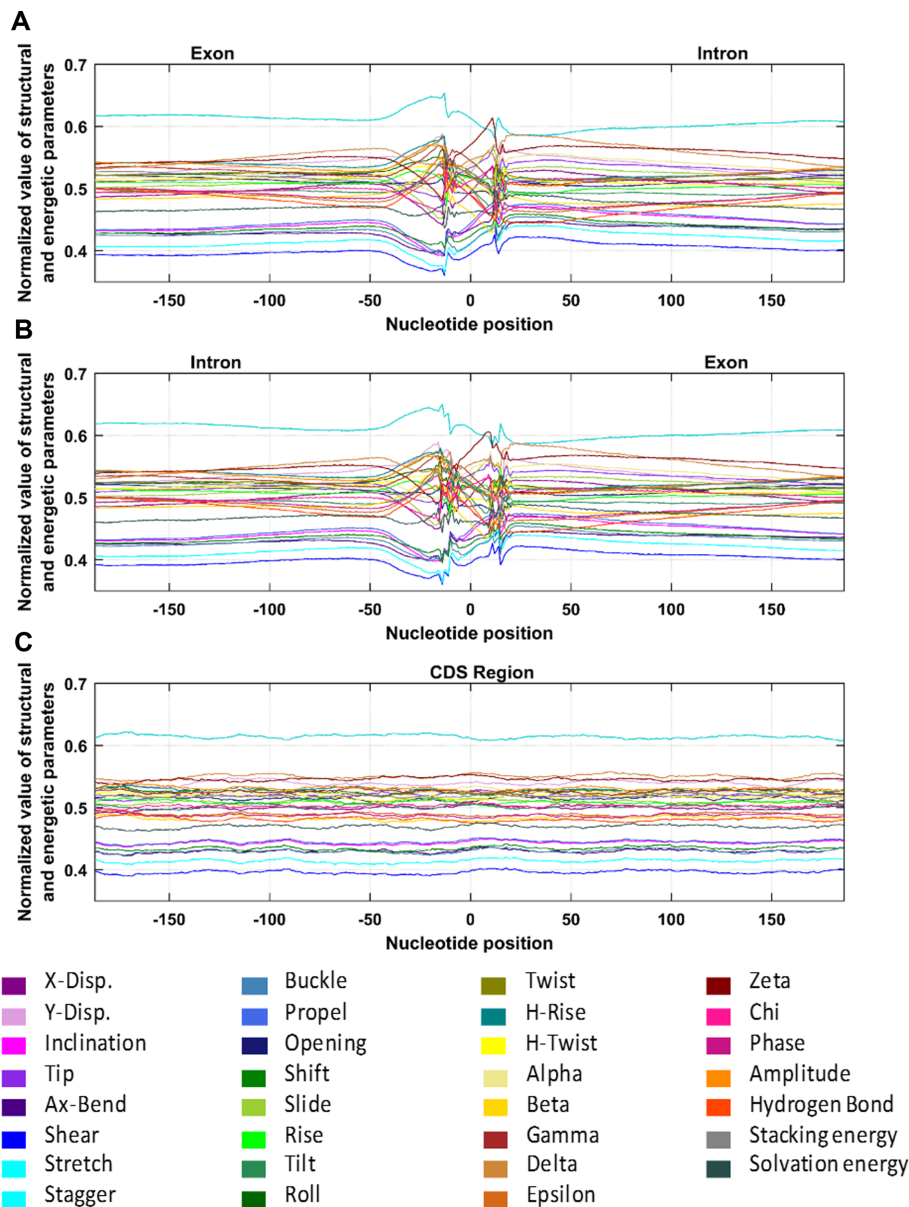 A
Exon Intron
Normalized value of structural
and energetic parameters
0.7
0.6
0.5
0.4
-150 -100 -50 0 50 100 150
Nucleotide position
B
Intron Exon
Normalized value of structural
and energetic parameters
0.7
0.6
0.5
0.4
-150 -100 -50 0 50 100 150
Nucleotide position
C
CDS Region
Normalized value of structural
and energetic parameters
0.7
0.6
0.5
0.4
-150 -100 -50 0 50 100 150
Nucleotide position
X-Disp. Buckle Twist Zeta
Y-Disp. Propel H-Rise Chi
Inclination Opening H-Twist Phase
Tip Shift Alpha Amplitude
Ax-Bend Slide Beta Hydrogen Bond
Shear Rise Gamma Stacking energy
Stretch Tilt Delta Solvation energy
Stagger Roll Epsilon